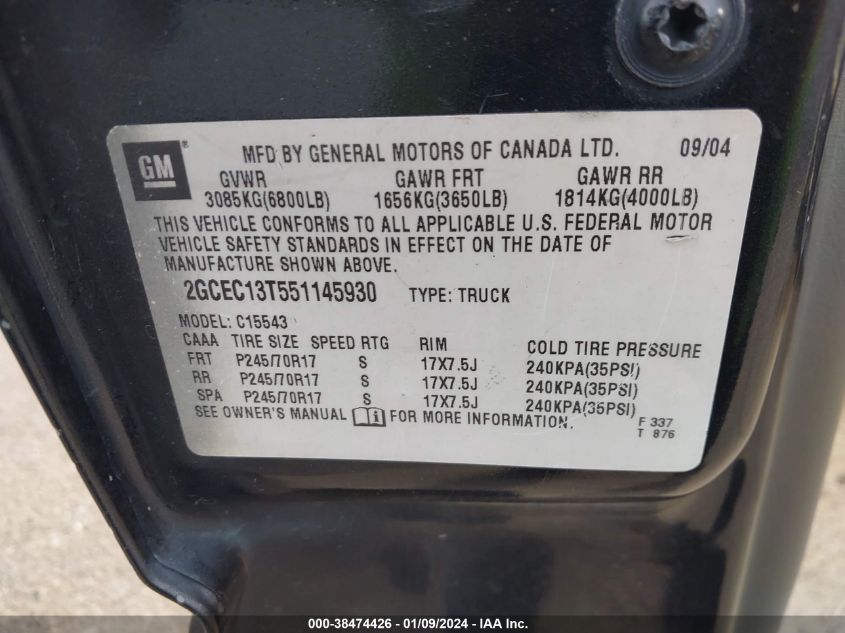 GM ® MFD BY GENERAL MOTORS OF CANADA LTD. 09/04
GVWR GAWR FRT GAWR RR
3085KG(6800LB) 1656KG(3650LB) 1814KG(4000LB)
THIS VEHICLE CONFORMS TO ALL APPLICABLE U.S. FEDERAL MOTOR
VEHICLE SAFETY STANDARDS IN EFFECT ON THE DATE OF
MANUFACTURE SHOWN ABOVE.
2GCEC13T551145930 TYPE: TRUCK
MODEL: C15543
CAAA TIRE SIZE SPEED RTG RIM COLD TIRE PRESSURE
FRT P245/70R17 S 17X7.5J 240KPA(35PSI)
RR P245/70R17 S 17X7.5J 240KPA(35PSI)
SPA P245/70R17 S 17X7.5J 240KPA(35PSI)
SEE OWNER'S MANUAL FOR MORE INFORMATION.
F 337
T 876
000-38474426 - 01/09/2024 - IAA Inc.